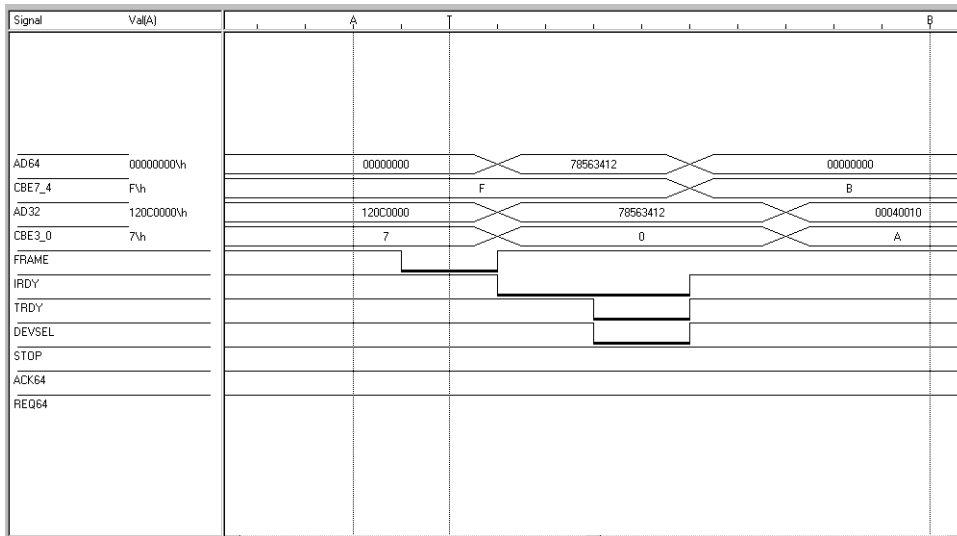 Signal Val(A) A T B
AD64 00000000\h 00000000 78563412 00000000
CBE7_4 F\h F B
AD32 120C0000\h 120C0000 78563412 00040010
CBE3_0 7\h 7 0 A
FRAME
IRDY
TRDY
DEVSEL
STOP
ACK64
REQ64